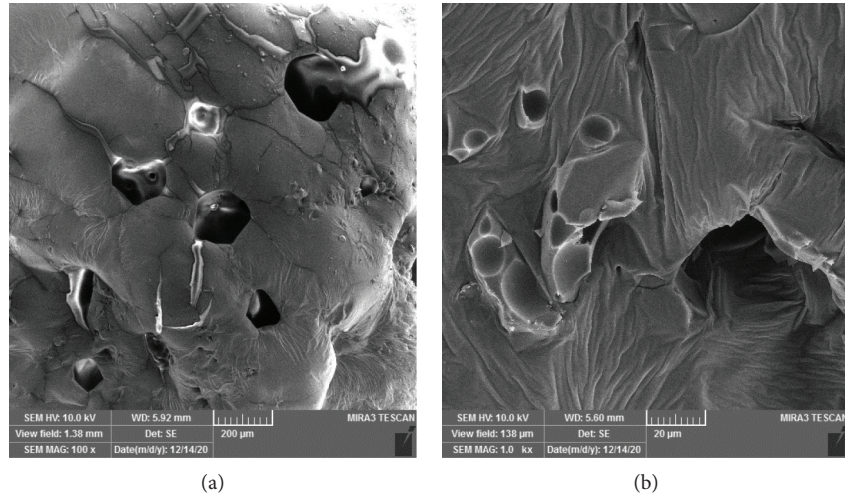 SEM HV: 10.0 kV WD: 5.92 mm MIRA3 TESCAN
View field: 1.38 mm Det: SE 200 µm
SEM MAG: 100 x Date(m/d/y): 12/14/20
(a)
SEM HV: 10.0 kV WD: 5.60 mm MIRA3 TESCAN
View field: 138 µm Det: SE 20 µm
SEM MAG: 1.0 kx Date(m/d/y): 12/14/20
(b)